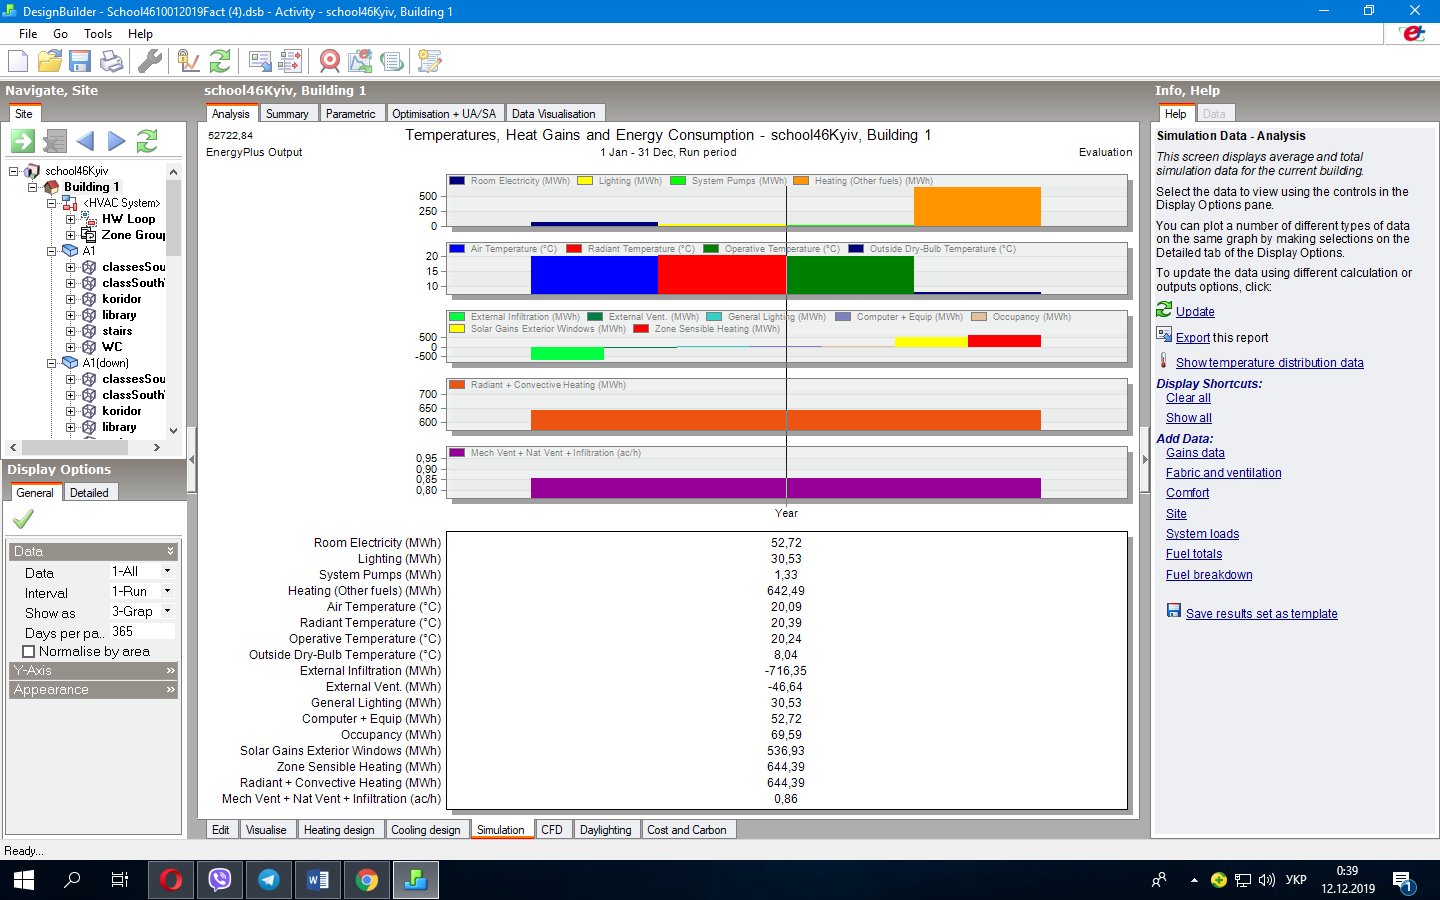 DesignBuilder - School4610012019Fact (4).dsb - Activity - school46Kyiv, Building 1
File Go Tools Help
Navigate, Site
Site
school46Kyiv
Building 1
<HVAC System>
HW Loop
Zone Group
A1
classesSou
classSouth
koridor
library
stairs
WC
A1(down)
classesSou
classSouth
koridor
library
Display Options
General Detailed
Data
Data 1-All
Interval 1-Run
Show as 3-Grap
Days per pa.. 365
Normalise by area
Y-Axis
Appearance
school46Kyiv, Building 1
Analysis Summary Parametric Optimisation + UA/SA Data Visualisation
52722,84
Temperatures, Heat Gains and Energy Consumption - school46Kyiv, Building 1
EnergyPlus Output 1 Jan - 31 Dec, Run period Evaluation
Room Electricity (MWh) Lighting (MWh) System Pumps (MWh) Heating (Other fuels) (MWh)
500
250
0
Air Temperature (°C) Radiant Temperature (°C) Operative Temperature (°C) Outside Dry-Bulb Temperature (°C)
20
15
10
External Infiltration (MWh) External Vent. (MWh) General Lighting (MWh) Computer + Equip (MWh) Occupancy (MWh)
Solar Gains Exterior Windows (MWh) Zone Sensible Heating (MWh)
500
0
-500
Radiant + Convective Heating (MWh)
700
650
600
Mech Vent + Nat Vent + Infiltration (ac/h)
0,95
0,90
0,85
0,80
Year
Room Electricity (MWh) 52,72
Lighting (MWh) 30,53
System Pumps (MWh) 1,33
Heating (Other fuels) (MWh) 642,49
Air Temperature (°C) 20,09
Radiant Temperature (°C) 20,39
Operative Temperature (°C) 20,24
Outside Dry-Bulb Temperature (°C) 8,04
External Infiltration (MWh) -716,35
External Vent. (MWh) -46,64
General Lighting (MWh) 30,53
Computer + Equip (MWh) 52,72
Occupancy (MWh) 69,59
Solar Gains Exterior Windows (MWh) 536,93
Zone Sensible Heating (MWh) 644,39
Radiant + Convective Heating (MWh) 644,39
Mech Vent + Nat Vent + Infiltration (ac/h) 0,86
Edit Visualise Heating design Cooling design Simulation CFD Daylighting Cost and Carbon
Info, Help
Help Data
Simulation Data - Analysis
This screen displays average and total
simulation data for the current building.
Select the data to view using the controls in the
Display Options pane.
You can plot a number of different types of data
on the same graph by making selections on the
Detailed tab of the Display Options.
To update the data using different calculation or
outputs options, click:
Update
Export this report
Show temperature distribution data
Display Shortcuts:
Clear all
Show all
Add Data:
Gains data
Fabric and ventilation
Comfort
Site
System loads
Fuel totals
Fuel breakdown
Save results set as template
Ready...
УКР
0:39
12.12.2019
1